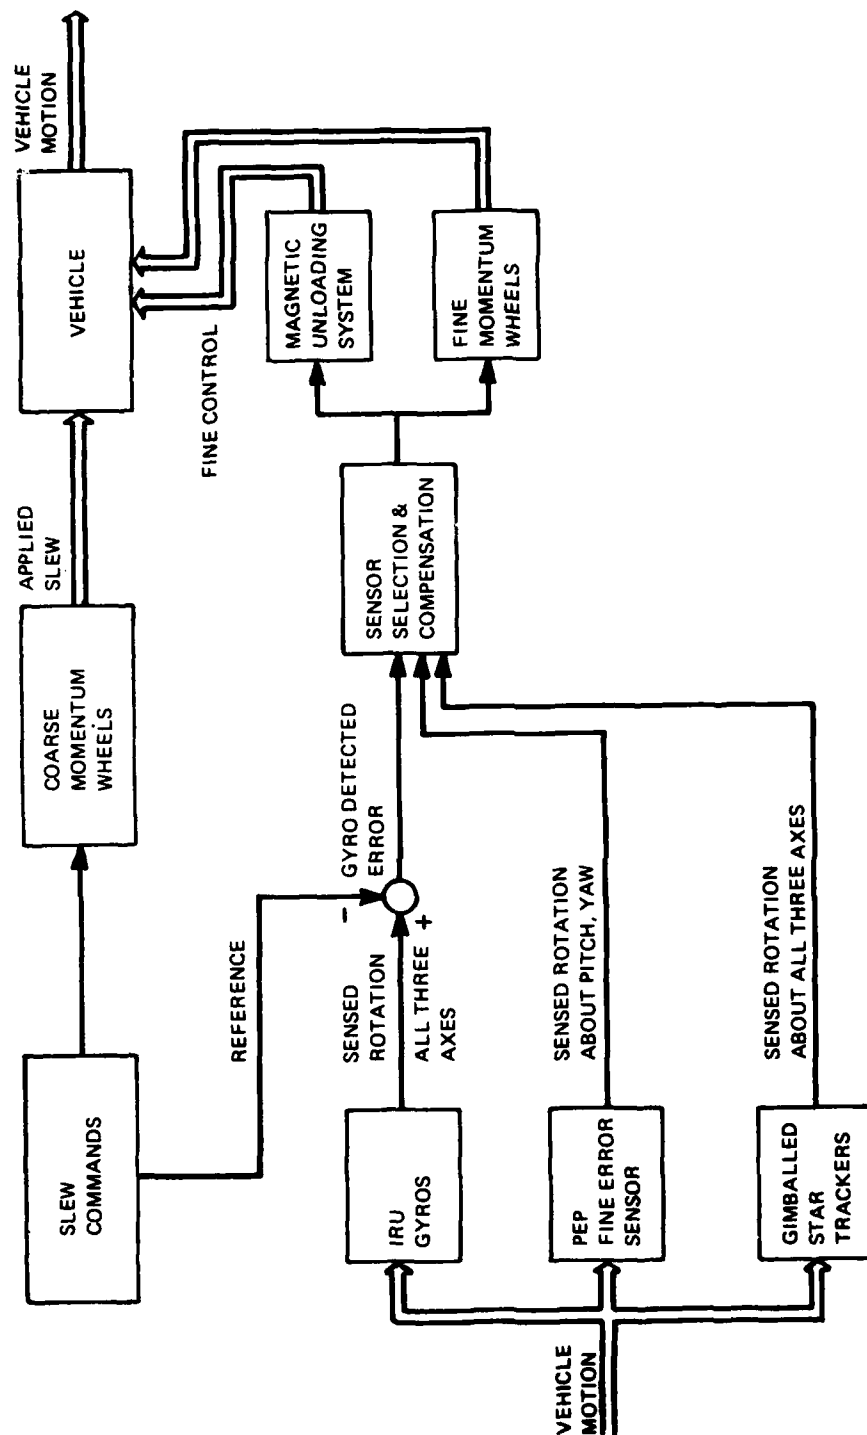 SLEW
COMMANDS
COARSE
MOMENTUM
WHEELS
APPLIED
SLEW
VEHICLE
VEHICLE
MOTION
REFERENCE
FINE CONTROL
MAGNETIC
UNLOADING
SYSTEM
FINE
MOMENTUM
WHEELS
IRU
GYROS
SENSED
ROTATION
ALL THREE
AXES
−
+
GYRO DETECTED
ERROR
SENSOR
SELECTION &
COMPENSATION
VEHICLE
MOTION
PEP
FINE ERROR
SENSOR
SENSED ROTATION
ABOUT PITCH, YAW
GIMBALLED
STAR
TRACKERS
SENSED ROTATION
ABOUT ALL THREE AXES